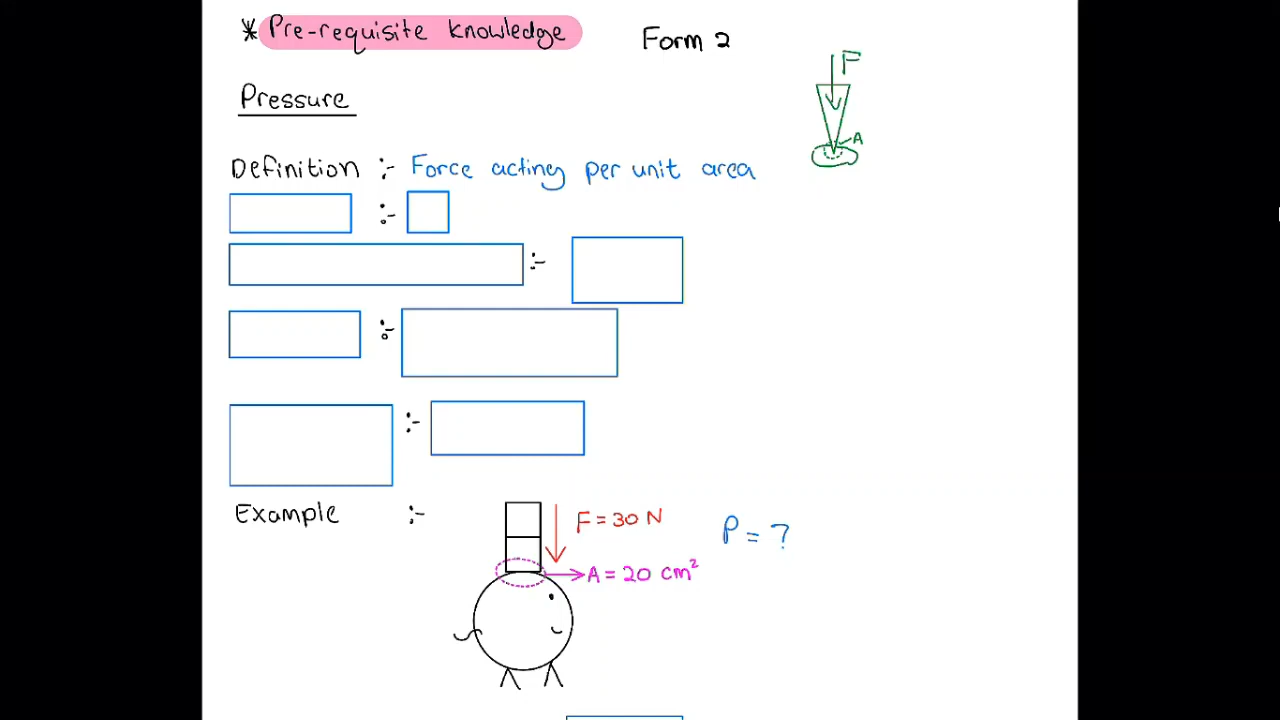 * Pre-requisite knowledge
Form 2
F
Pressure
A
Definition :- Force acting per unit area
:-
:-
:-
:-
Example :-
F = 30 N
P = ?
A = 20 cm²